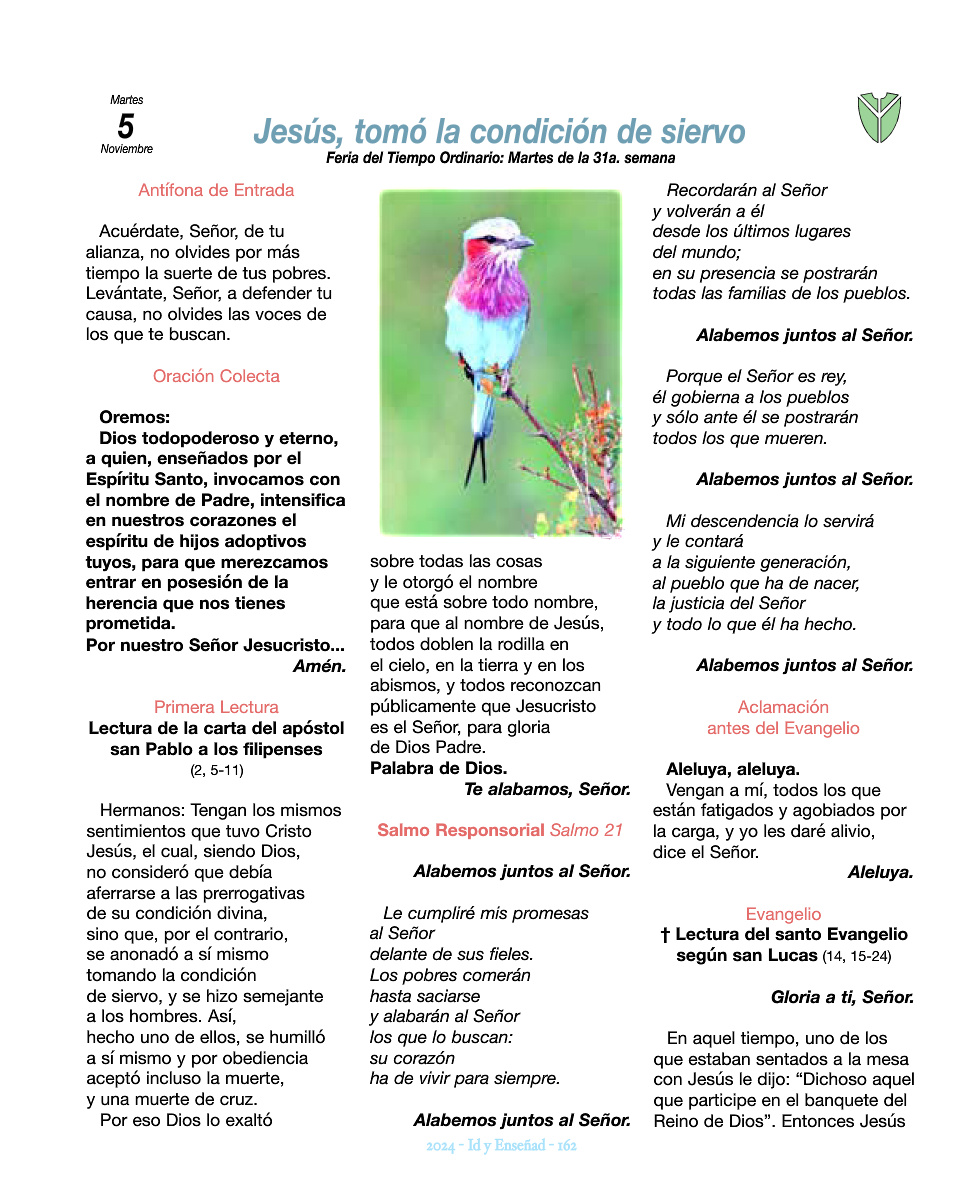 Martes
5
Noviembre
Jesús, tomó la condición de siervo
Feria del Tiempo Ordinario: Martes de la 31a. semana
Antífona de Entrada
Acuérdate, Señor, de tu
alianza, no olvides por más
tiempo la suerte de tus pobres.
Levántate, Señor, a defender tu
causa, no olvides las voces de
los que te buscan.
Oración Colecta
Oremos:
Dios todopoderoso y eterno,
a quien, enseñados por el
Espíritu Santo, invocamos con
el nombre de Padre, intensifica
en nuestros corazones el
espíritu de hijos adoptivos
tuyos, para que merezcamos
entrar en posesión de la
herencia que nos tienes
prometida.
Por nuestro Señor Jesucristo...
Amén.
Primera Lectura
Lectura de la carta del apóstol
san Pablo a los filipenses
(2, 5-11)
Hermanos: Tengan los mismos
sentimientos que tuvo Cristo
Jesús, el cual, siendo Dios,
no consideró que debía
aferrarse a las prerrogativas
de su condición divina,
sino que, por el contrario,
se anonadó a sí mismo
tomando la condición
de siervo, y se hizo semejante
a los hombres. Así,
hecho uno de ellos, se humilló
a sí mismo y por obediencia
aceptó incluso la muerte,
y una muerte de cruz.
Por eso Dios lo exaltó
sobre todas las cosas
y le otorgó el nombre
que está sobre todo nombre,
para que al nombre de Jesús,
todos doblen la rodilla en
el cielo, en la tierra y en los
abismos, y todos reconozcan
públicamente que Jesucristo
es el Señor, para gloria
de Dios Padre.
Palabra de Dios.
Te alabamos, Señor.
Salmo Responsorial Salmo 21
Alabemos juntos al Señor.
Le cumpliré mis promesas
al Señor
delante de sus fieles.
Los pobres comerán
hasta saciarse
y alabarán al Señor
los que lo buscan:
su corazón
ha de vivir para siempre.
Alabemos juntos al Señor.
Recordarán al Señor
y volverán a él
desde los últimos lugares
del mundo;
en su presencia se postrarán
todas las familias de los pueblos.
Alabemos juntos al Señor.
Porque el Señor es rey,
él gobierna a los pueblos
y sólo ante él se postrarán
todos los que mueren.
Alabemos juntos al Señor.
Mi descendencia lo servirá
y le contará
a la siguiente generación,
al pueblo que ha de nacer,
la justicia del Señor
y todo lo que él ha hecho.
Alabemos juntos al Señor.
Aclamación
antes del Evangelio
Aleluya, aleluya.
Vengan a mí, todos los que
están fatigados y agobiados por
la carga, y yo les daré alivio,
dice el Señor.
Aleluya.
Evangelio
† Lectura del santo Evangelio
según san Lucas (14, 15-24)
Gloria a ti, Señor.
En aquel tiempo, uno de los
que estaban sentados a la mesa
con Jesús le dijo: “Dichoso aquel
que participe en el banquete del
Reino de Dios”. Entonces Jesús
2024 - Id y Enseñad - 162